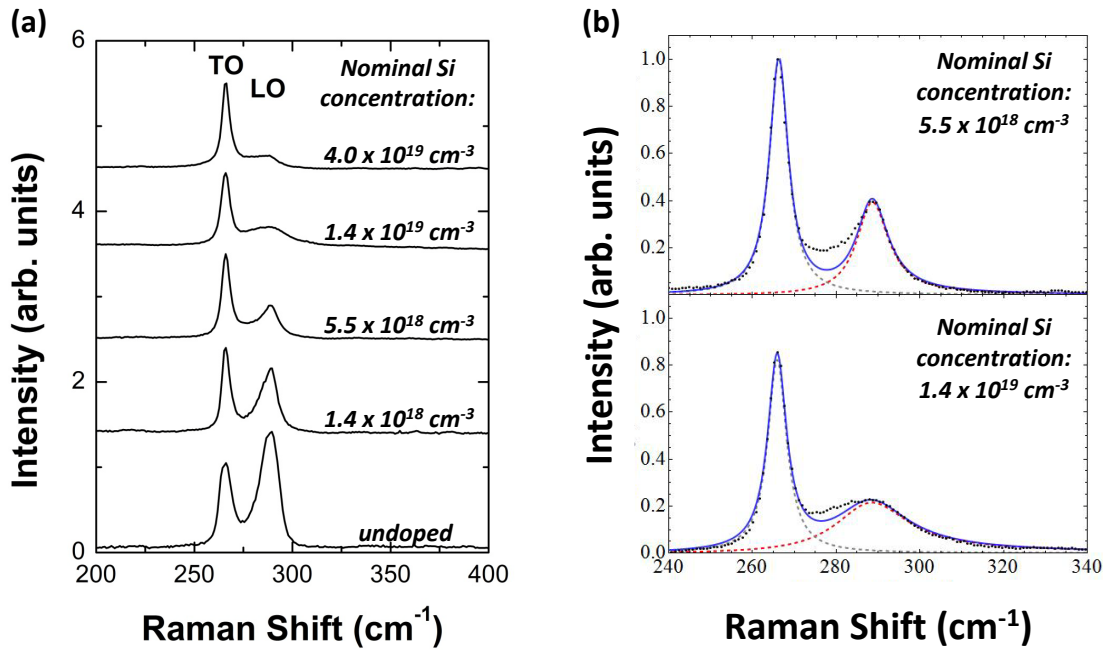 (a)
6
4
2
0
TO
LO
Nominal Si
concentration:
4.0 x 10¹⁹ cm⁻³
1.4 x 10¹⁹ cm⁻³
5.5 x 10¹⁸ cm⁻³
1.4 x 10¹⁸ cm⁻³
undoped
200 250 300 350 400
Raman Shift (cm⁻¹)
Intensity (arb. units)
(b)
1.0
0.8
0.6
0.4
0.2
Nominal Si
concentration:
5.5 x 10¹⁸ cm⁻³
1.0
0.8
0.6
0.4
0.2
0.0
Nominal Si
concentration:
1.4 x 10¹⁹ cm⁻³
240 260 280 300 320 340
Raman Shift (cm⁻¹)
Intensity (arb. units)